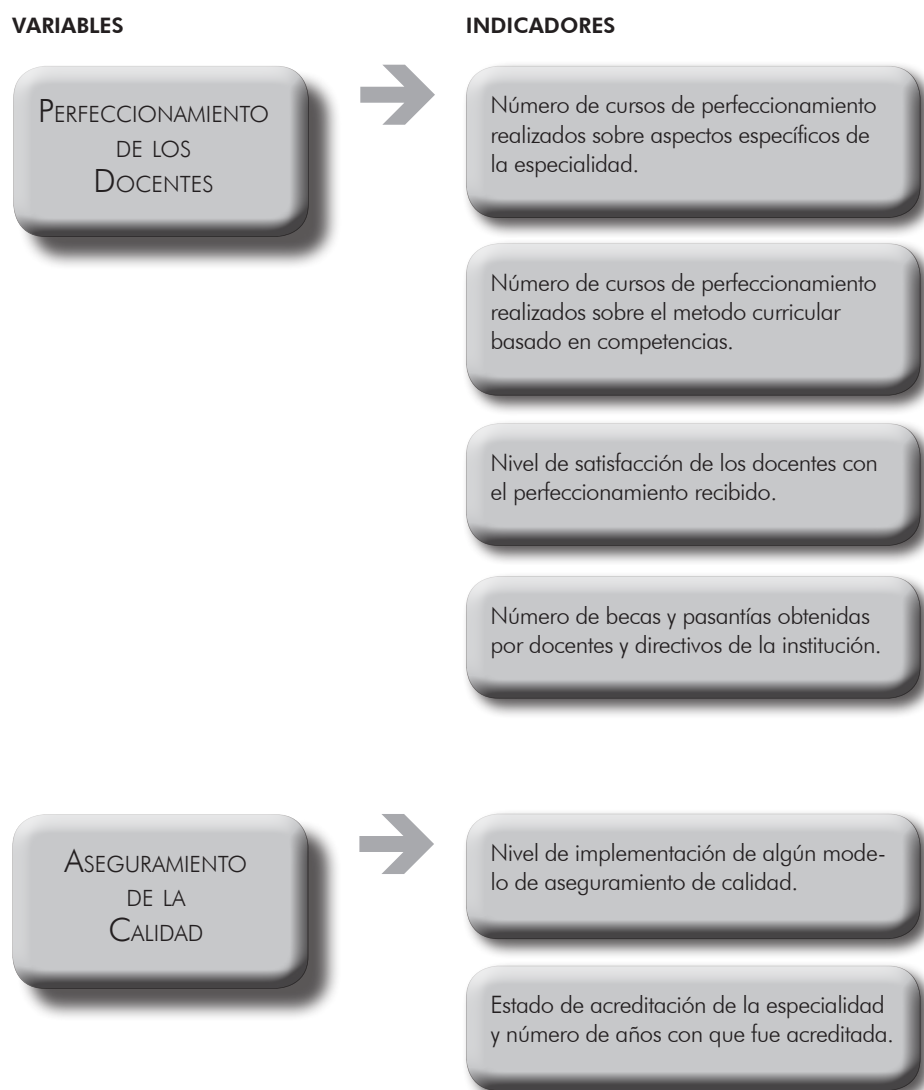 VARIABLES
INDICADORES
PERFECCIONAMIENTO
DE LOS
DOCENTES
Número de cursos de perfeccionamiento
realizados sobre aspectos específicos de
la especialidad.
Número de cursos de perfeccionamiento
realizados sobre el metodo curricular
basado en competencias.
Nivel de satisfacción de los docentes con
el perfeccionamiento recibido.
Número de becas y pasantías obtenidas
por docentes y directivos de la institución.
ASEGURAMIENTO
DE LA
CALIDAD
Nivel de implementación de algún mode-
lo de aseguramiento de calidad.
Estado de acreditación de la especialidad
y número de años con que fue acreditada.